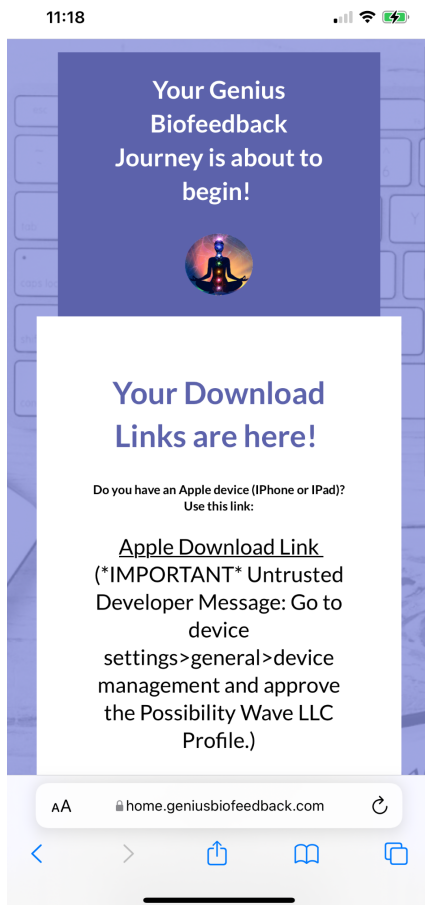 11:18
Your Genius
Biofeedback
Journey is about to
begin!
Your Download
Links are here!
Do you have an Apple device (IPhone or IPad)?
Use this link:
Apple Download Link
(*IMPORTANT* Untrusted
Developer Message: Go to
device
settings>general>device
management and approve
the Possibility Wave LLC
Profile.)
AA home.geniusbiofeedback.com